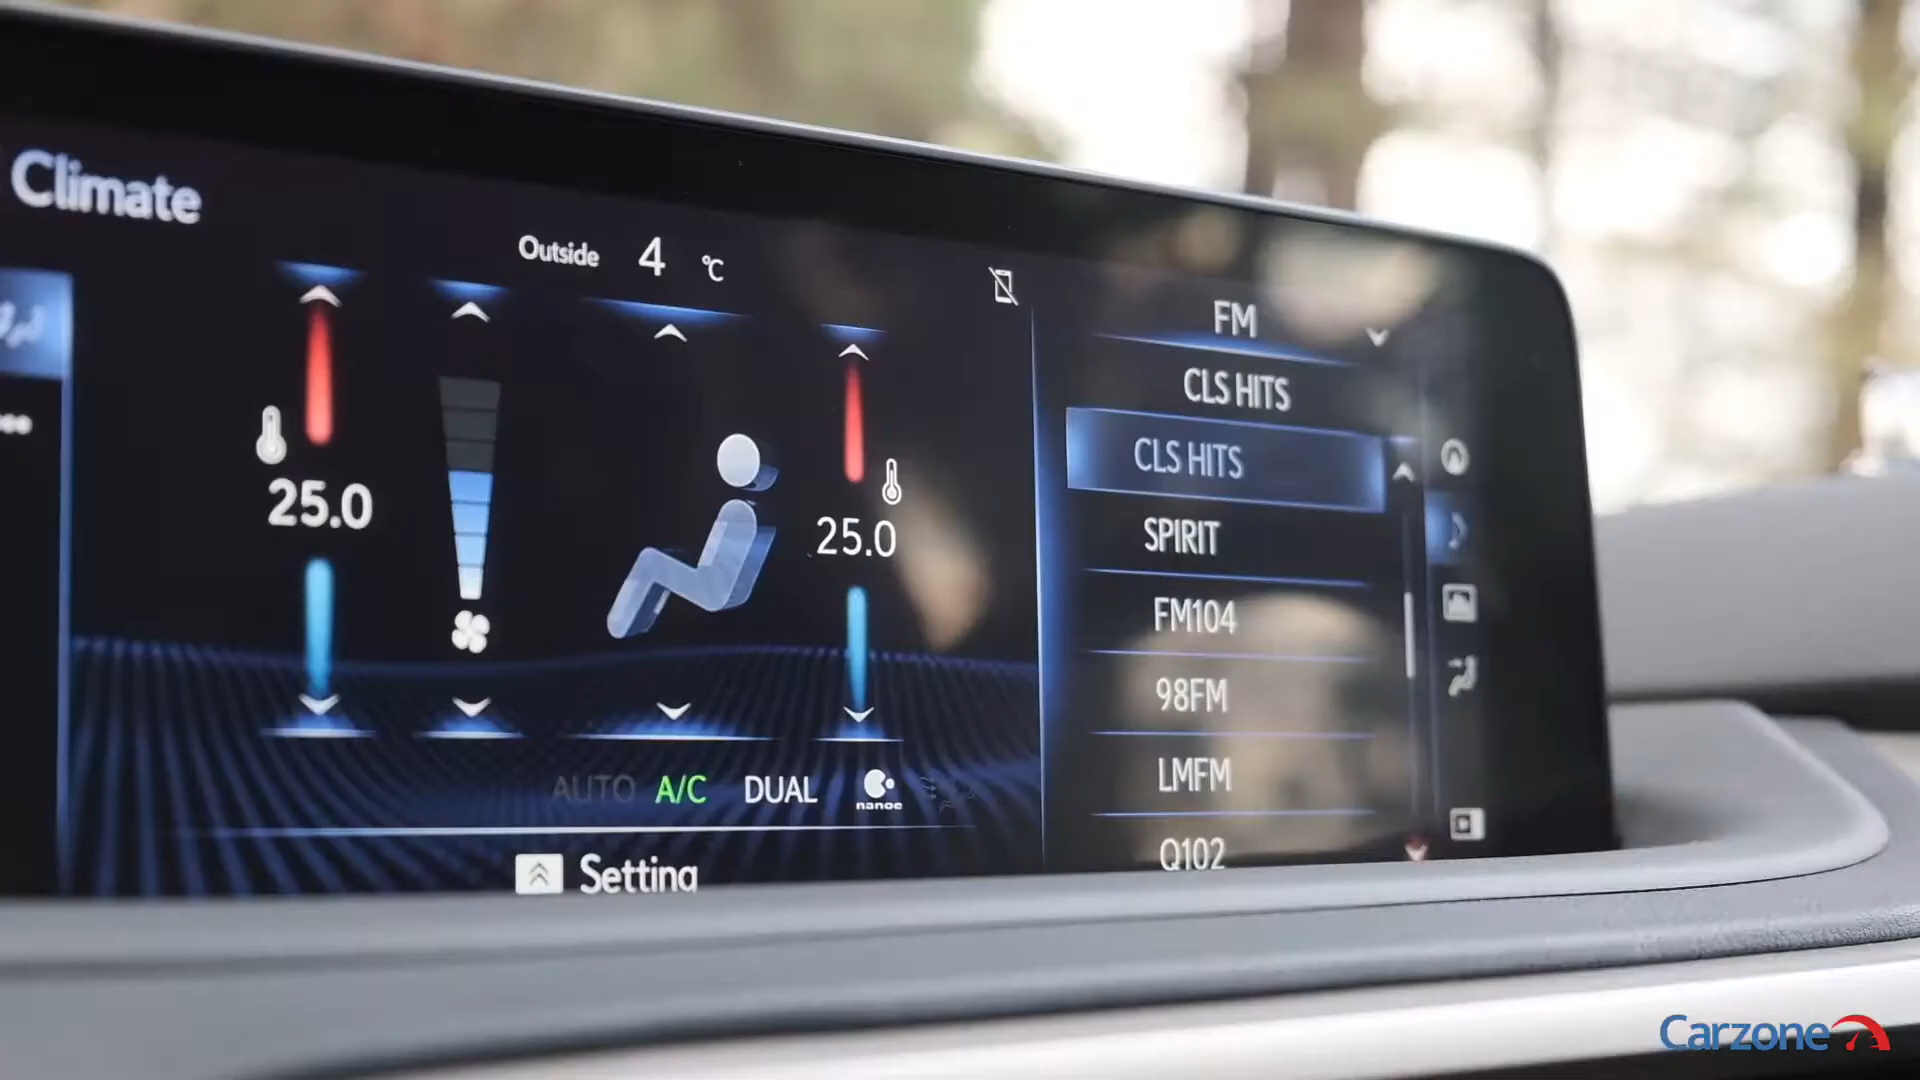 Climate
Outside 4 °C
25.0
25.0
AUTO A/C DUAL nanoe
Setting
FM
CLS HITS
CLS HITS
SPIRIT
FM104
98FM
LMFM
Q102
Carzone